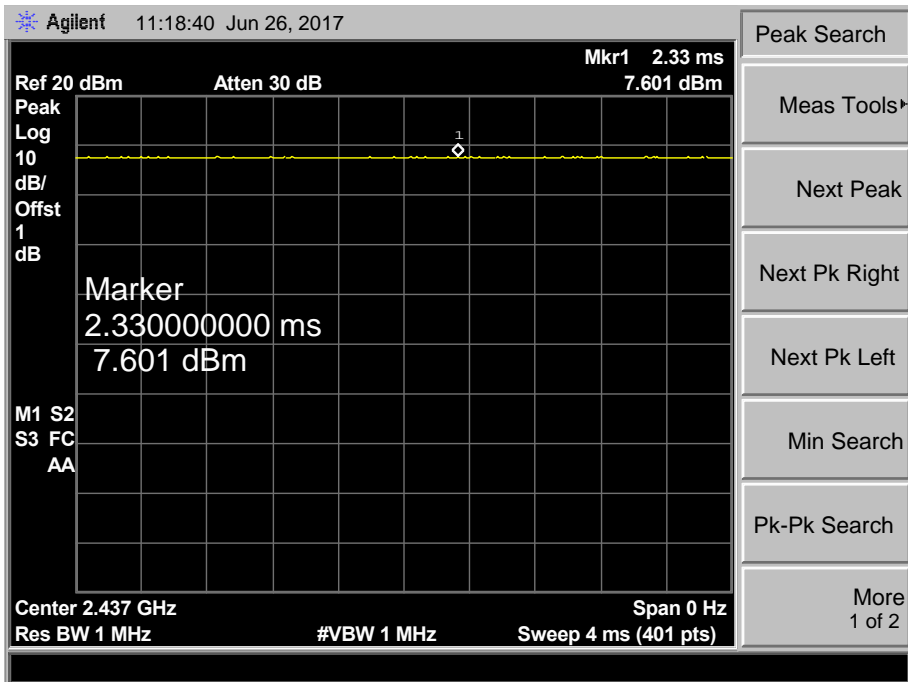 Agilent 11:18:40 Jun 26, 2017
Peak Search
Mkr1 2.33 ms
Ref 20 dBm Atten 30 dB 7.601 dBm
Peak
Log
10
dB/
Offst
1
dB
1
Marker
2.330000000 ms
7.601 dBm
M1 S2
S3 FC
AA
Center 2.437 GHz Span 0 Hz
Res BW 1 MHz #VBW 1 MHz Sweep 4 ms (401 pts)
Meas Tools
Next Peak
Next Pk Right
Next Pk Left
Min Search
Pk-Pk Search
More
1 of 2